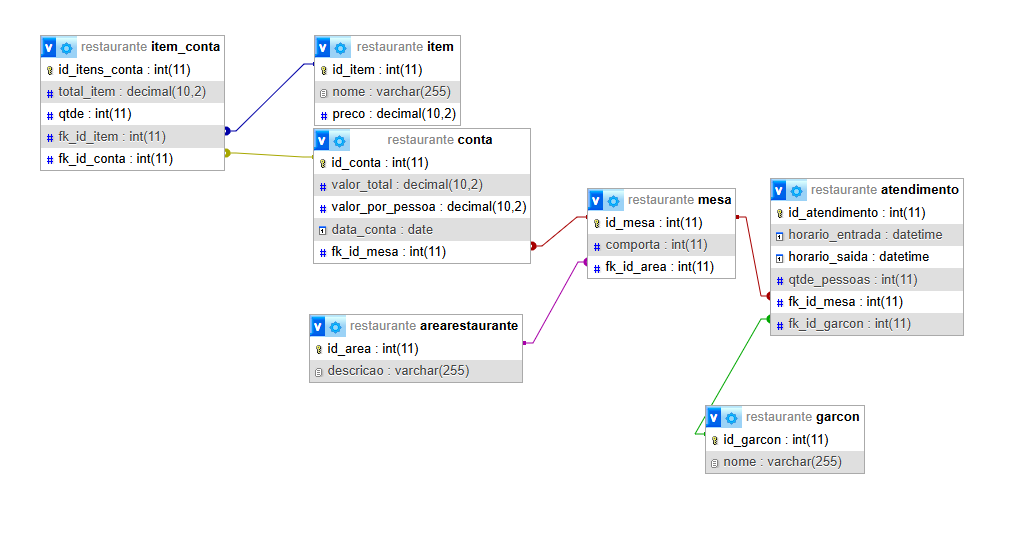 restaurante item_conta
id_itens_conta : int(11)
total_item : decimal(10,2)
qtde : int(11)
fk_id_item : int(11)
fk_id_conta : int(11)
restaurante item
id_item : int(11)
nome : varchar(255)
preco : decimal(10,2)
restaurante conta
id_conta : int(11)
valor_total : decimal(10,2)
valor_por_pessoa : decimal(10,2)
data_conta : date
fk_id_mesa : int(11)
restaurante mesa
id_mesa : int(11)
comporta : int(11)
fk_id_area : int(11)
restaurante atendimento
id_atendimento : int(11)
horario_entrada : datetime
horario_saida : datetime
qtde_pessoas : int(11)
fk_id_mesa : int(11)
fk_id_garcon : int(11)
restaurante arearestaurante
id_area : int(11)
descricao : varchar(255)
restaurante garcon
id_garcon : int(11)
nome : varchar(255)